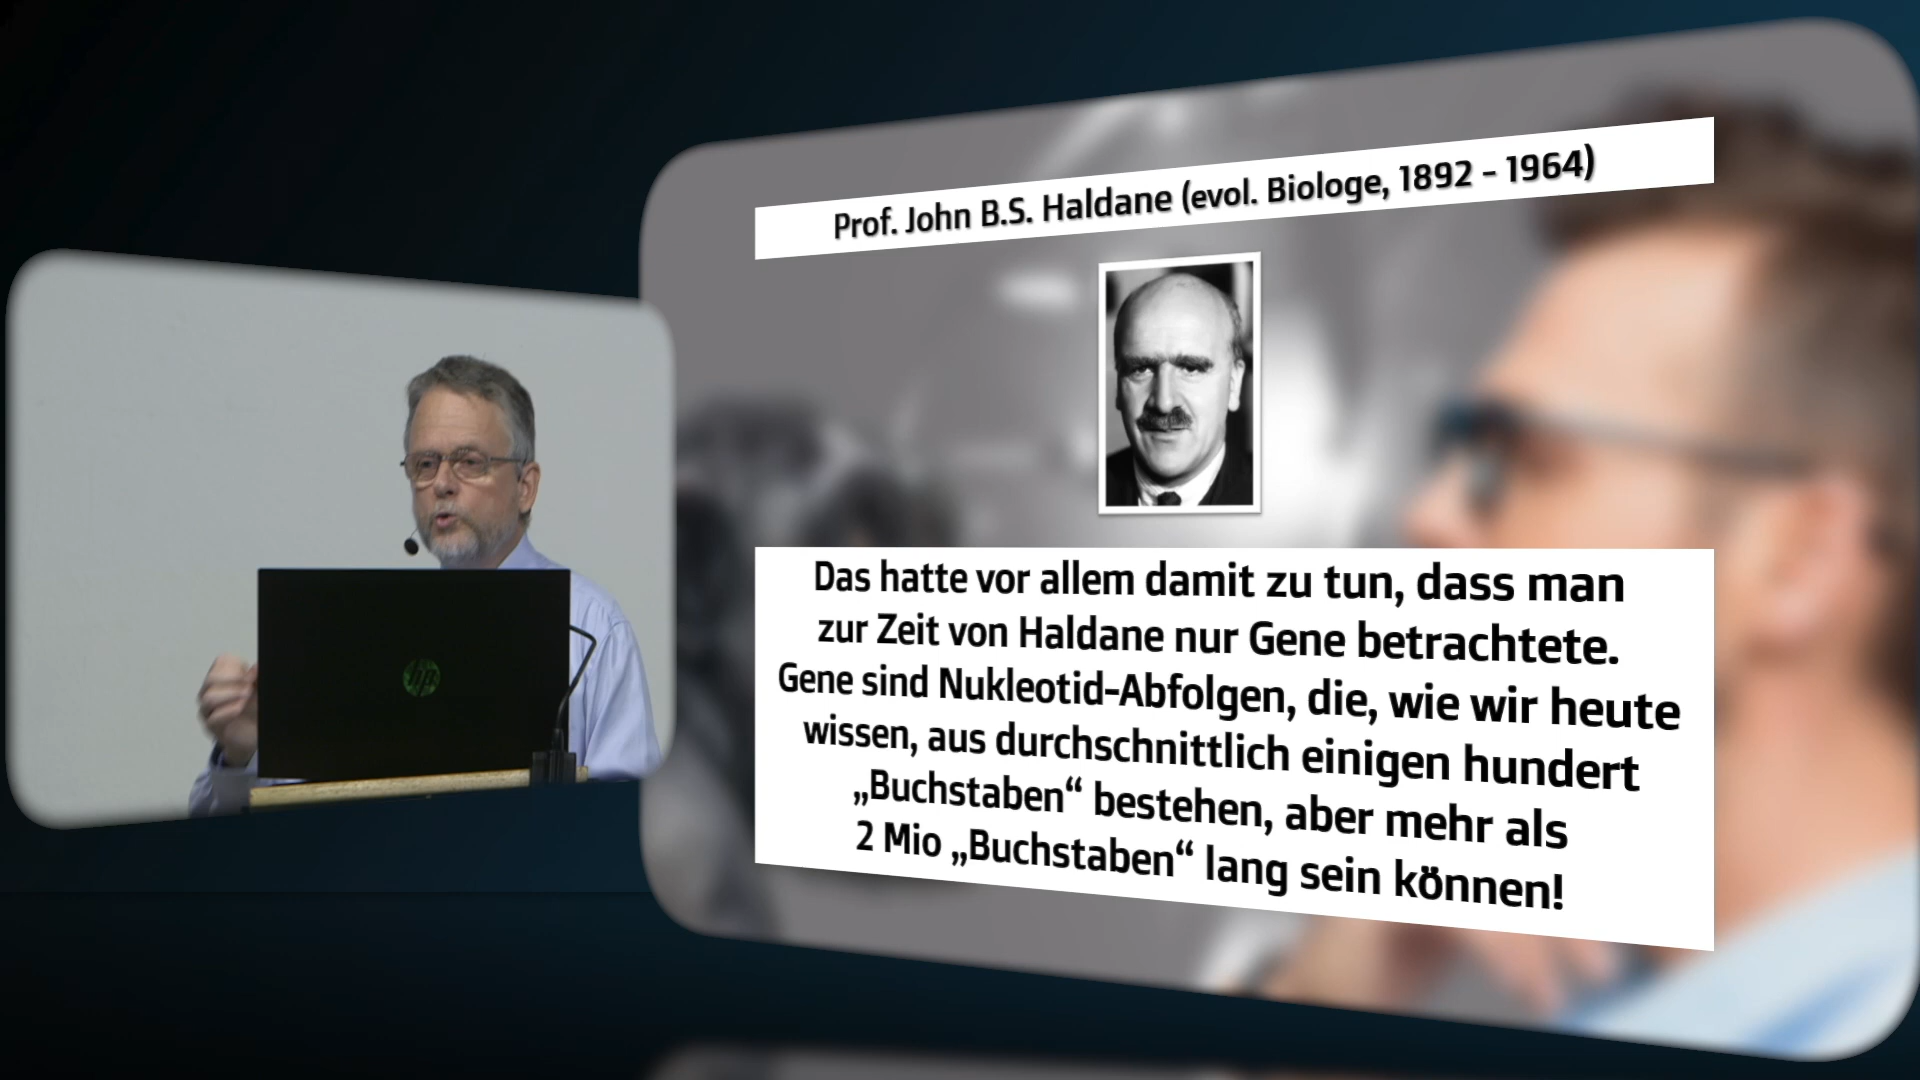 Prof. John B.S. Haldane (evol. Biologe, 1892 - 1964)
Das hatte vor allem damit zu tun, dass man
zur Zeit von Haldane nur Gene betrachtete.
Gene sind Nukleotid-Abfolgen, die, wie wir heute
wissen, aus durchschnittlich einigen hundert
„Buchstaben“ bestehen, aber mehr als
2 Mio „Buchstaben“ lang sein können!
hp